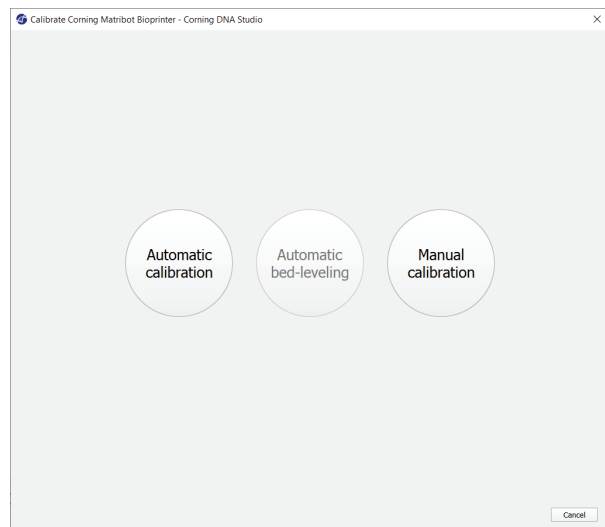 Calibrate Corning Matribot Bioprinter - Corning DNA Studio
Automatic
calibration
Automatic
bed-leveling
Manual
calibration
Cancel